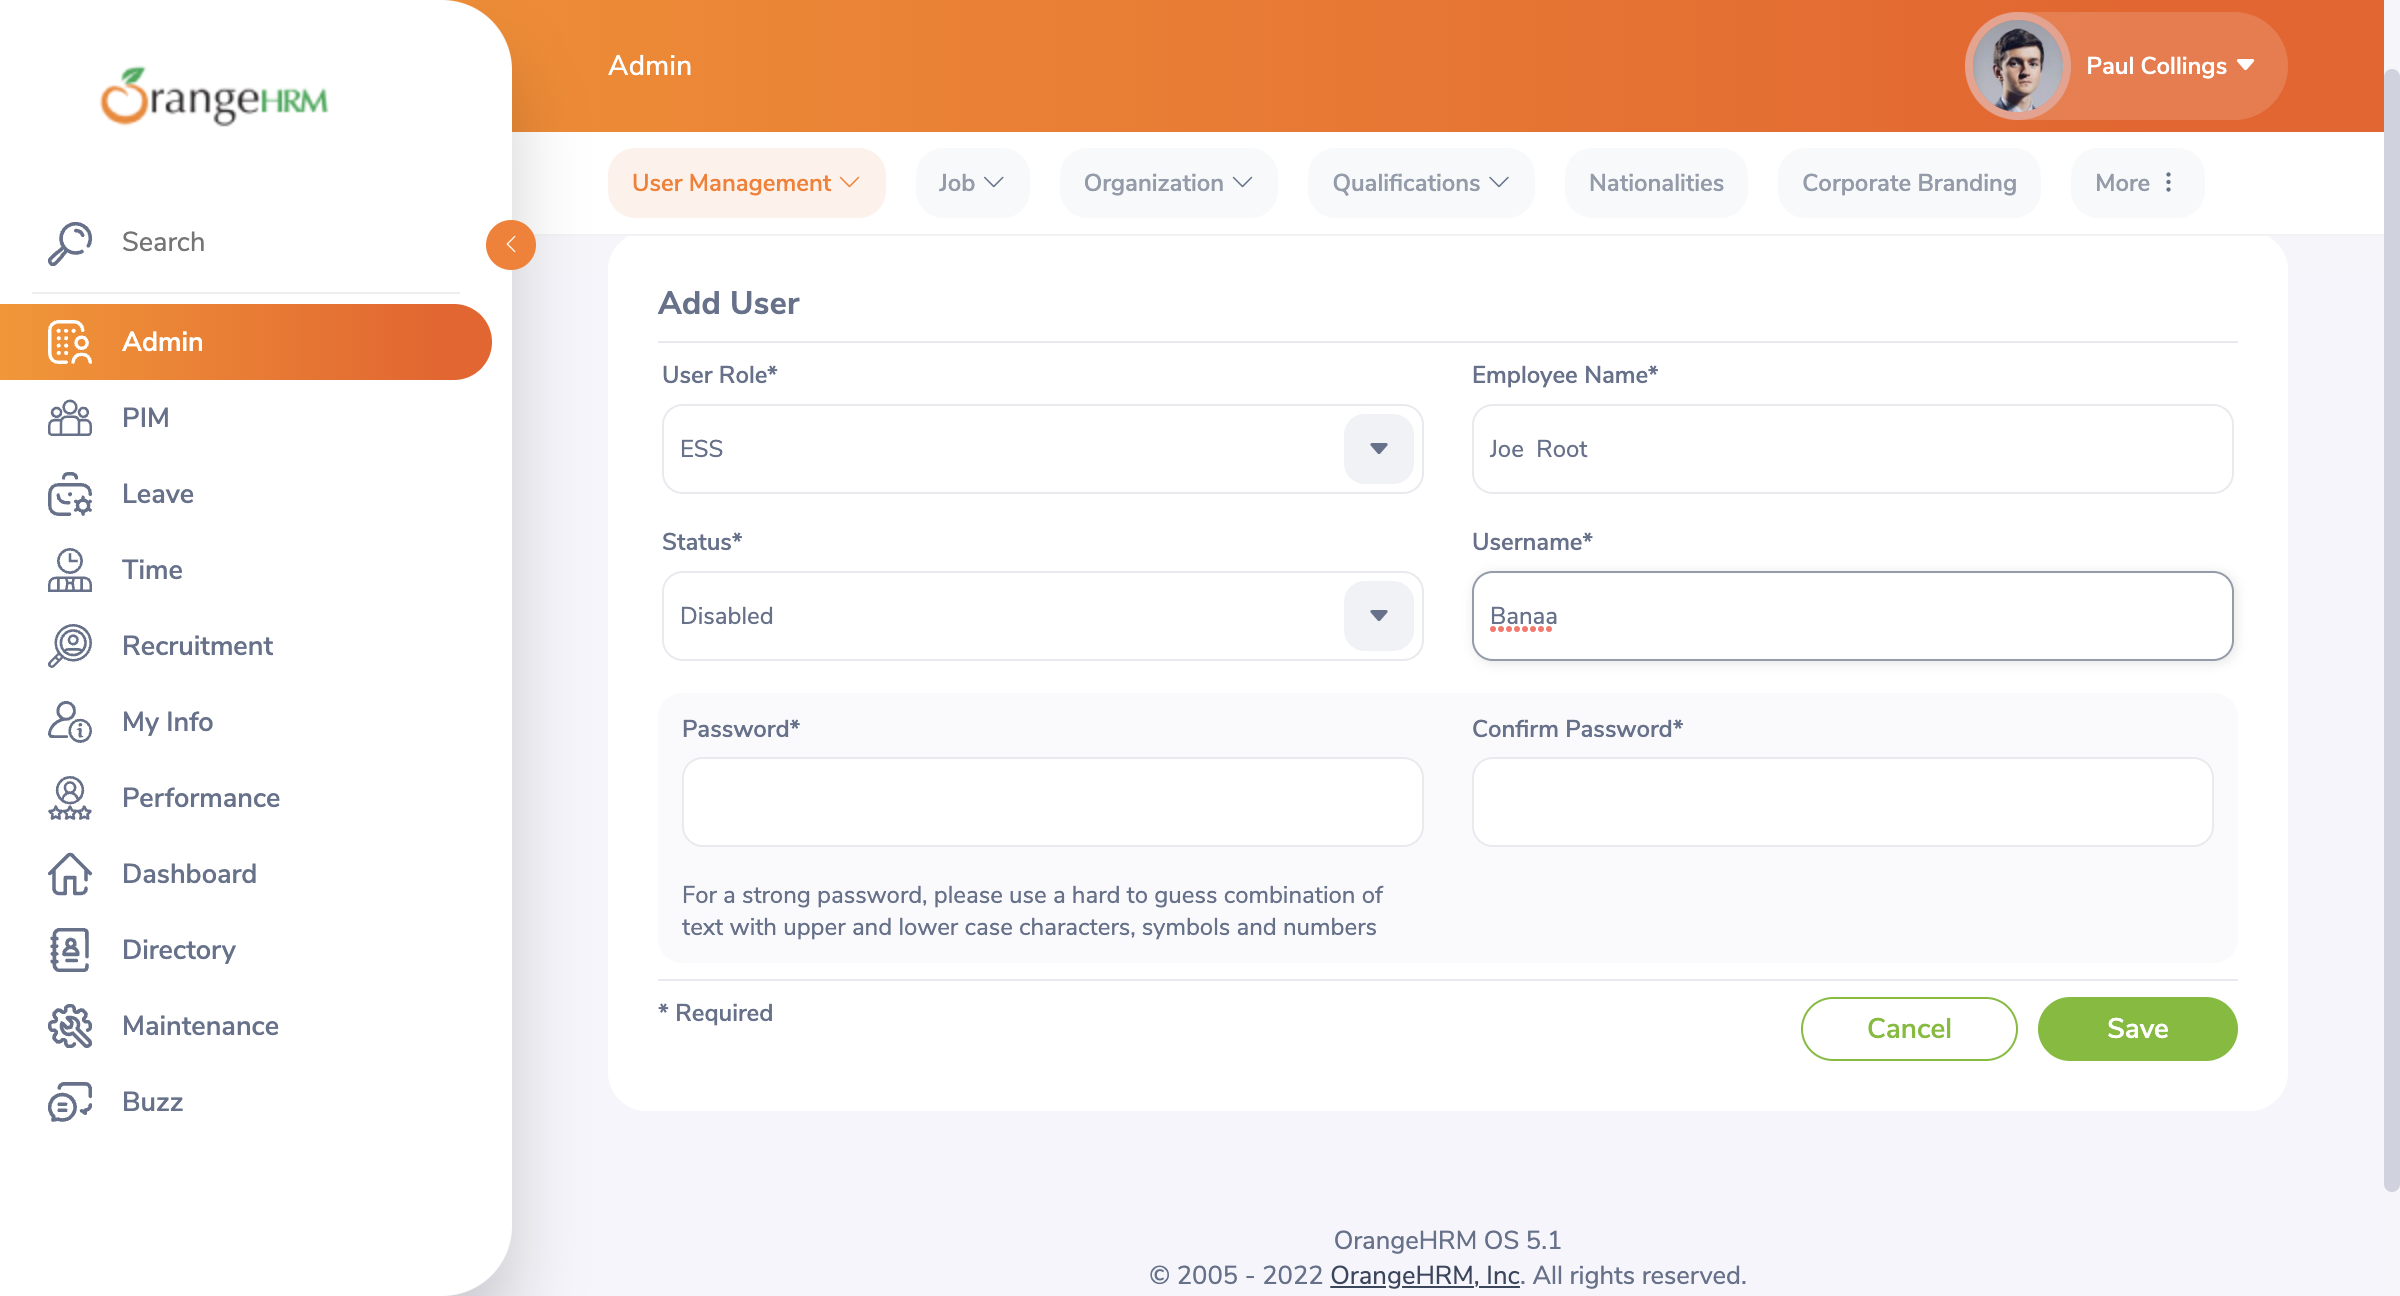 OrangeHRM
Search
Admin
PIM
Leave
Time
Recruitment
My Info
Performance
Dashboard
Directory
Maintenance
Buzz
Admin
Paul Collings
User Management
Job
Organization
Qualifications
Nationalities
Corporate Branding
More
Add User
User Role*
Employee Name*
ESS
Joe  Root
Status*
Username*
Disabled
Banaa
Password*
Confirm Password*
For a strong password, please use a hard to guess combination of
text with upper and lower case characters, symbols and numbers
* Required
Cancel
Save
OrangeHRM OS 5.1
© 2005 - 2022 OrangeHRM, Inc. All rights reserved.